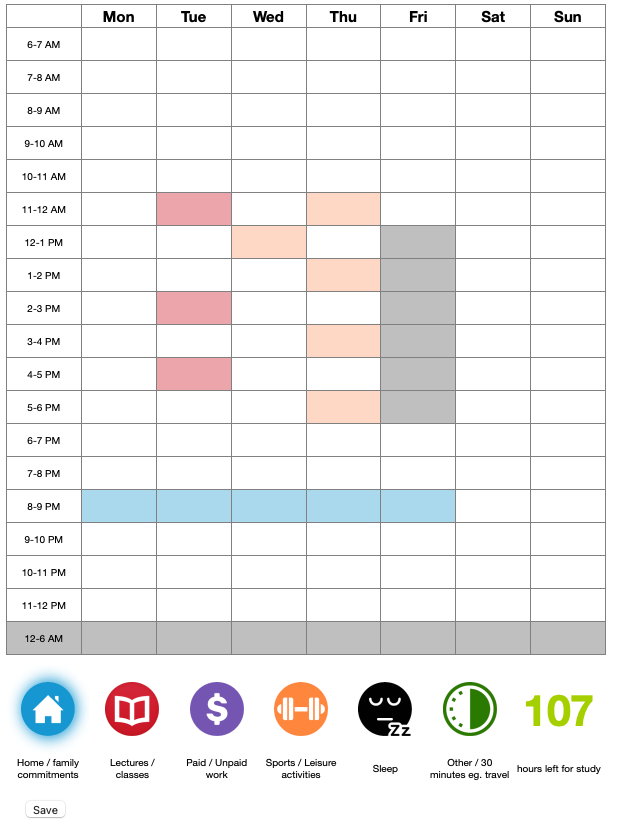 Mon Tue Wed Thu Fri Sat Sun
6-7 AM
7-8 AM
8-9 AM
9-10 AM
10-11 AM
11-12 AM
12-1 PM
1-2 PM
2-3 PM
3-4 PM
4-5 PM
5-6 PM
6-7 PM
7-8 PM
8-9 PM
9-10 PM
10-11 PM
11-12 PM
12-6 AM
$ Zz 107
Home / family Lectures / Paid / Unpaid Sports / Leisure Sleep Other / 30 hours left for study
commitments classes work activities minutes eg. travel
Save